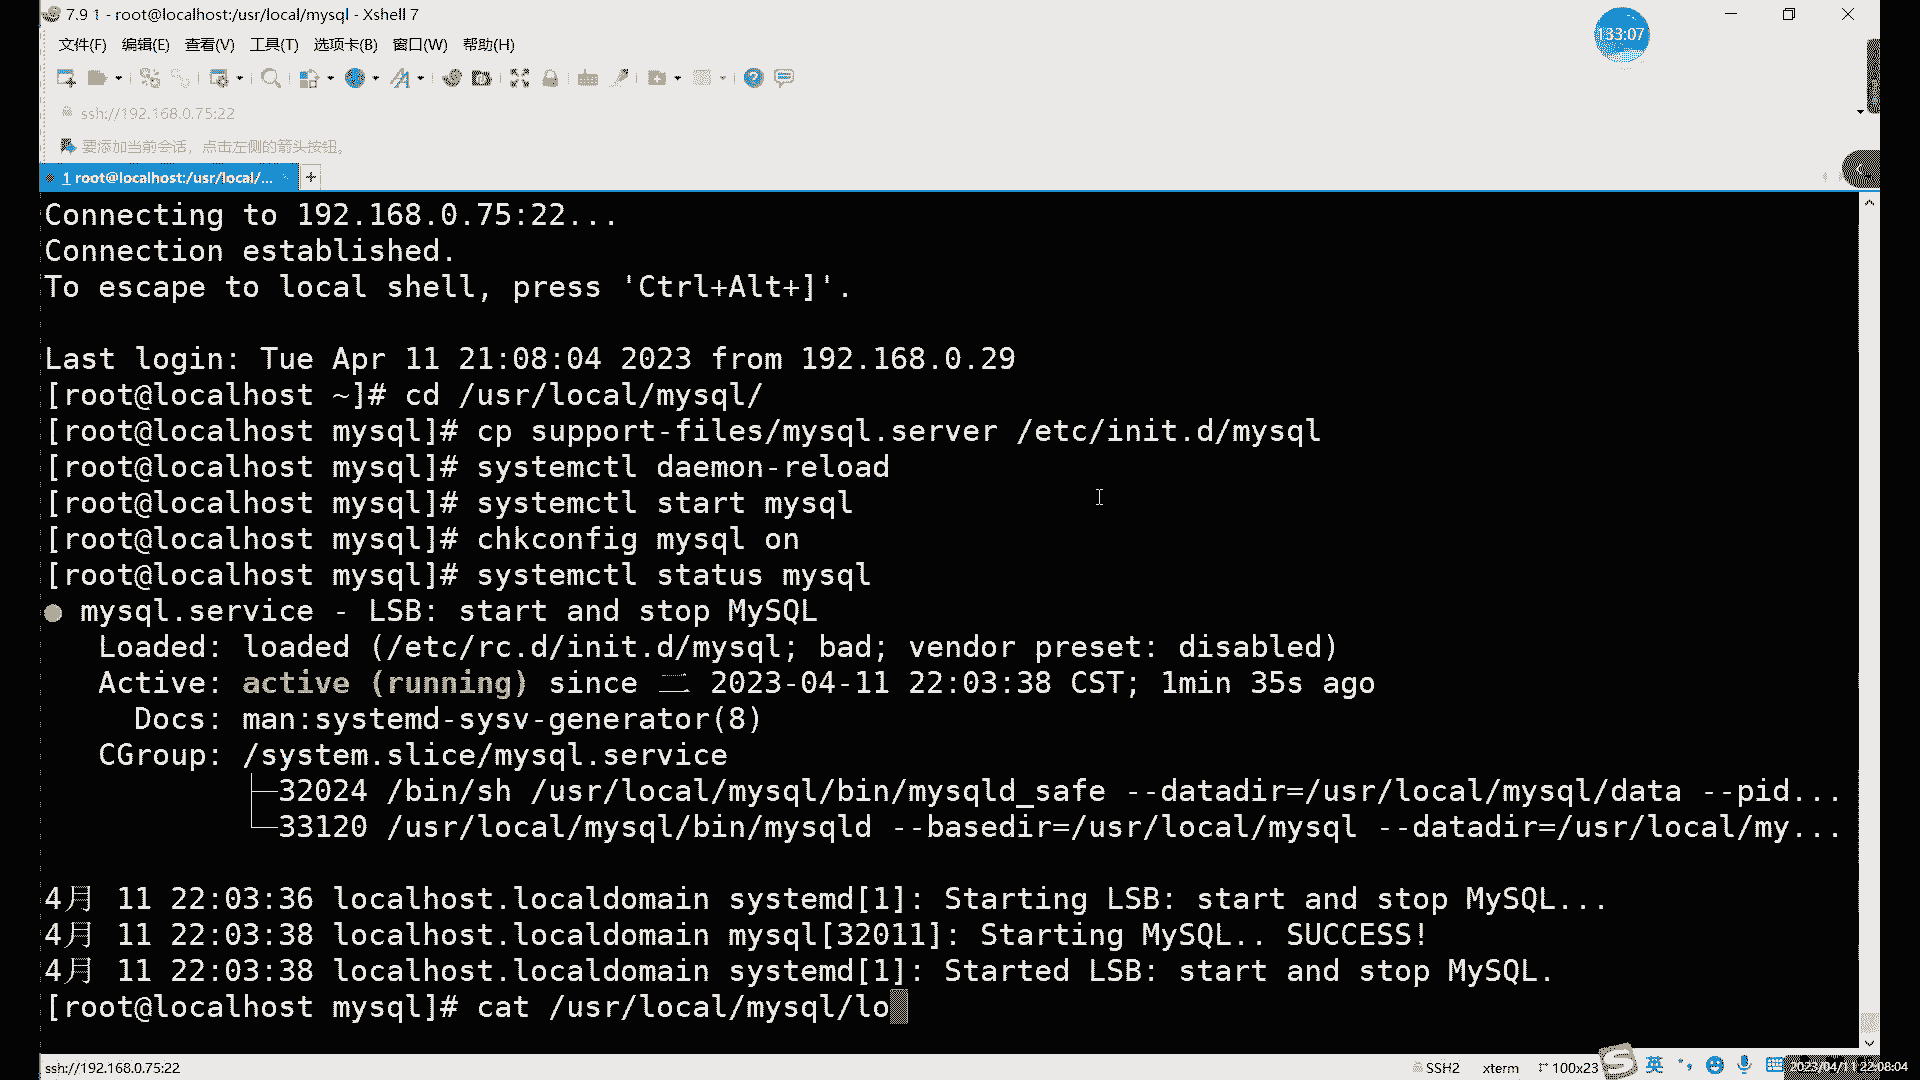 7.9 1 - root@localhost:/usr/local/mysql - Xshell 7
133:07
文件(F) 编辑(E) 查看(V) 工具(T) 选项卡(B) 窗口(W) 帮助(H)
ssh://192.168.0.75:22
要添加当前会话，点击左侧的箭头按钮。
1 root@localhost:/usr/local/... +
Connecting to 192.168.0.75:22...
Connection established.
To escape to local shell, press 'Ctrl+Alt+]'.
Last login: Tue Apr 11 21:08:04 2023 from 192.168.0.29
[root@localhost ~]# cd /usr/local/mysql/
[root@localhost mysql]# cp support-files/mysql.server /etc/init.d/mysql
[root@localhost mysql]# systemctl daemon-reload
[root@localhost mysql]# systemctl start mysql
[root@localhost mysql]# chkconfig mysql on
[root@localhost mysql]# systemctl status mysql
● mysql.service - LSB: start and stop MySQL
Loaded: loaded (/etc/rc.d/init.d/mysql; bad; vendor preset: disabled)
Active: active (running) since 二 2023-04-11 22:03:38 CST; 1min 35s ago
Docs: man:systemd-sysv-generator(8)
CGroup: /system.slice/mysql.service
├─32024 /bin/sh /usr/local/mysql/bin/mysqld_safe --datadir=/usr/local/mysql/data --pid...
└─33120 /usr/local/mysql/bin/mysqld --basedir=/usr/local/mysql --datadir=/usr/local/my...
4月 11 22:03:36 localhost.localdomain systemd[1]: Starting LSB: start and stop MySQL...
4月 11 22:03:38 localhost.localdomain mysql[32011]: Starting MySQL.. SUCCESS!
4月 11 22:03:38 localhost.localdomain systemd[1]: Started LSB: start and stop MySQL.
[root@localhost mysql]# cat /usr/local/mysql/lo
ssh://192.168.0.75:22 SSH2 xterm 100x23 英 2023/04/11 22:08:04